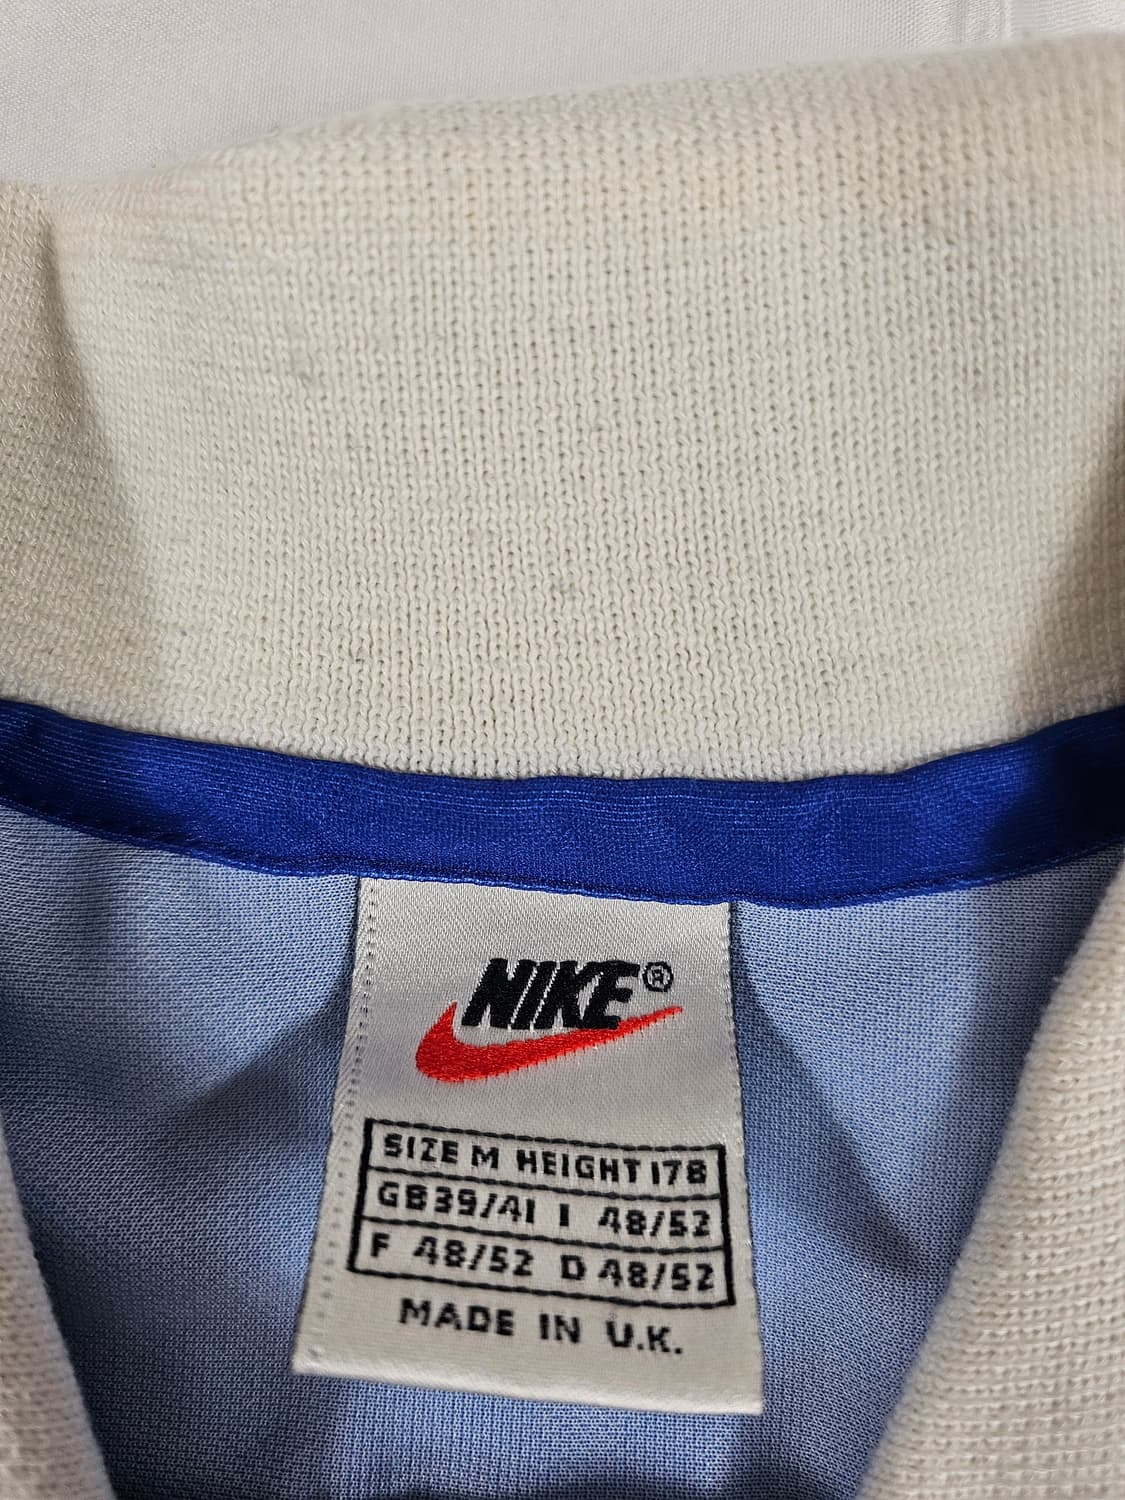 NIKE®
SIZE M HEIGHT 178
GB39/41 I 48/52
F 48/52 D 48/52
MADE IN U.K.